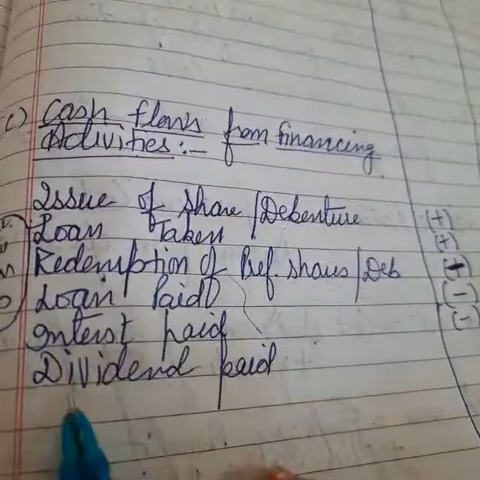 c) Cash flows from financing
Activities :-
Issue of share / Debenture (+)
Loan Taken (+)
Redemption of Pref. shares / Deb (+)
Loan Paid (-)
Interst paid (-)
Dividend paid